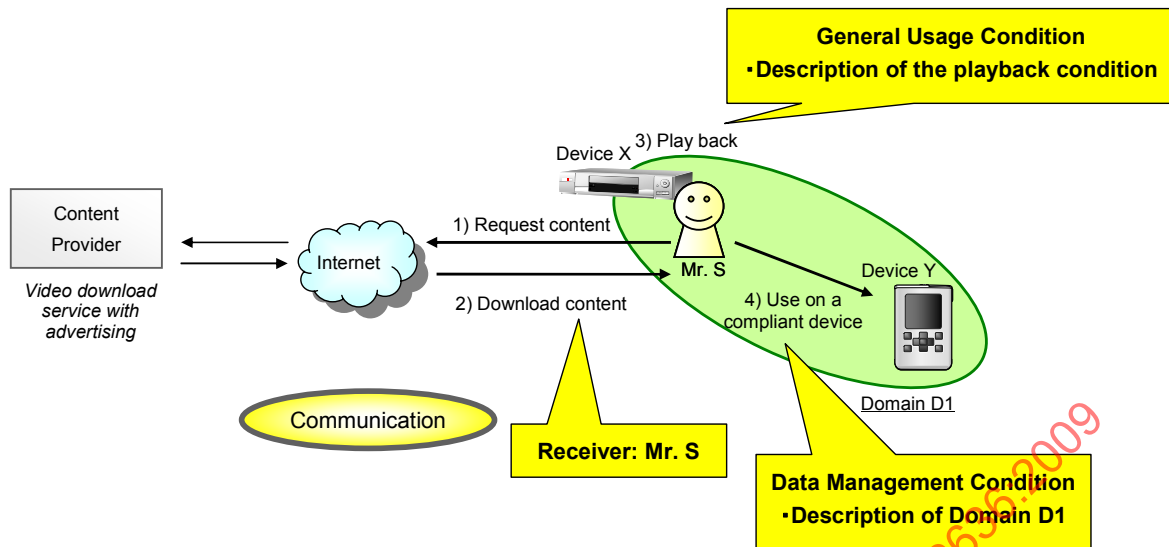 General Usage Condition
・Description of the playback condition
3) Play back
Device X
Content
Provider
1) Request content
Internet
Mr. S
Device Y
Video download
service with
advertising
2) Download content
4) Use on a
compliant device
Domain D1
Communication
Receiver: Mr. S
Data Management Condition
・Description of Domain D1
3636:2009